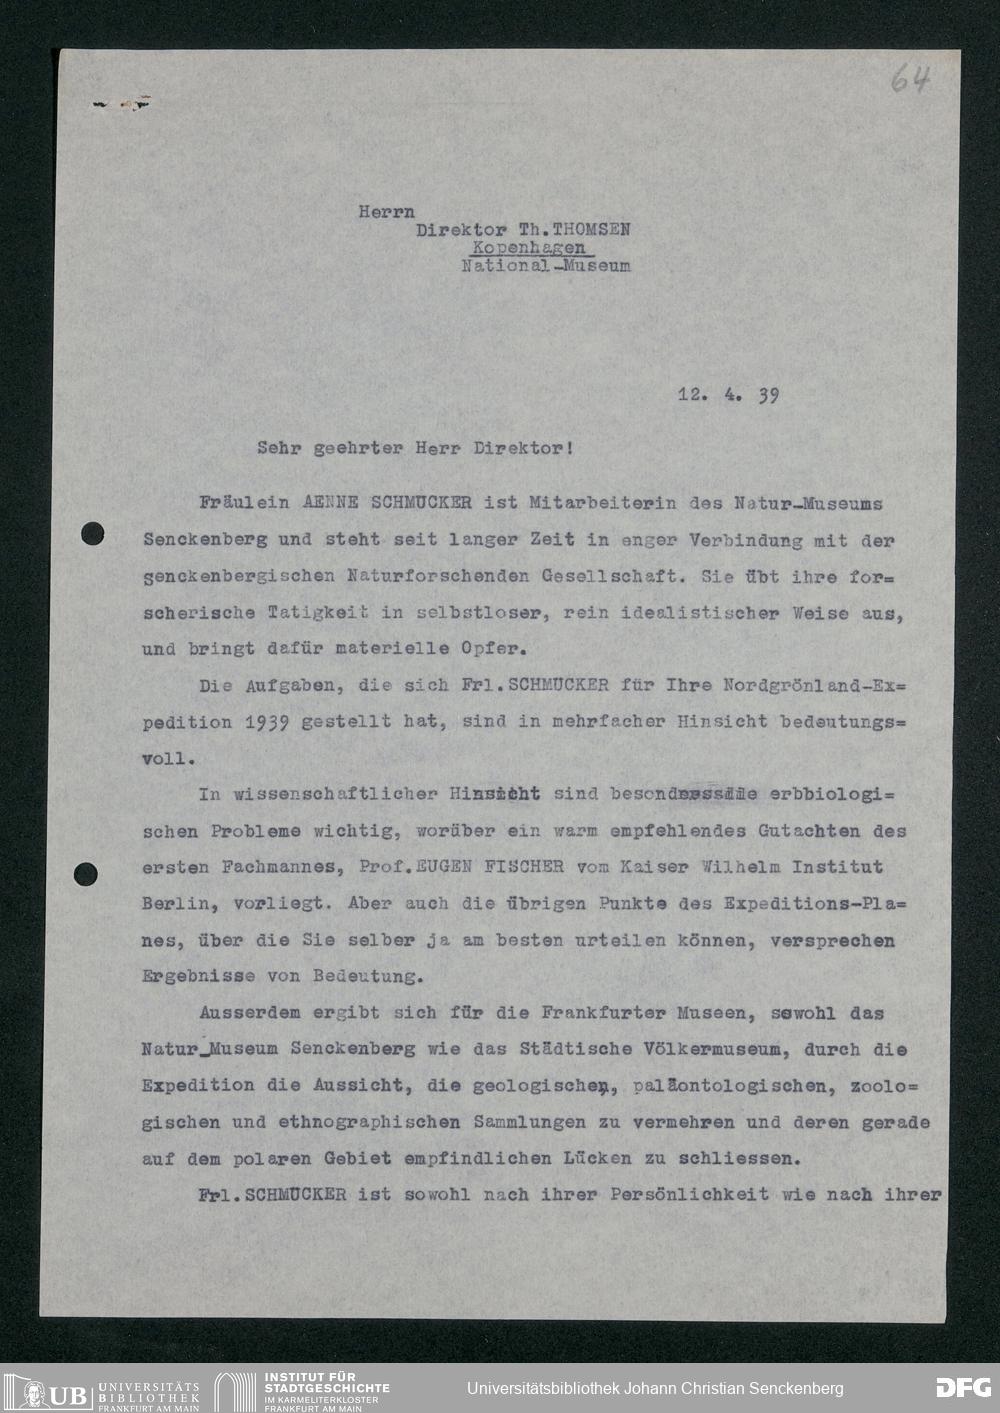 64
Herrn
Direktor Th.THOMSEN
Kopenhagen
National-Museum
12. 4. 39
Sehr geehrter Herr Direktor!
Fräulein AENNE SCHMÜCKER ist Mitarbeiterin des Natur-Museums
Senckenberg und steht seit langer Zeit in enger Verbindung mit der
senckenbergischen Naturforschenden Gesellschaft. Sie übt ihre for=
scherische Tatigkeit in selbstloser, rein idealistischer Weise aus,
und bringt dafür materielle Opfer.
Die Aufgaben, die sich Frl.SCHMÜCKER für Ihre Nordgrönland-Ex=
pedition 1939 gestellt hat, sind in mehrfacher Hinsicht bedeutungs=
voll.
In wissenschaftlicher Hinsicht sind besonders die erbbiologi=
schen Probleme wichtig, worüber ein warm empfehlendes Gutachten des
ersten Fachmannes, Prof.EUGEN FISCHER vom Kaiser Wilhelm Institut
Berlin, vorliegt. Aber auch die übrigen Punkte des Expeditions-Pla=
nes, über die Sie selber ja am besten urteilen können, versprechen
Ergebnisse von Bedeutung.
Ausserdem ergibt sich für die Frankfurter Museen, sowohl das
Natur-Museum Senckenberg wie das Städtische Völkermuseum, durch die
Expedition die Aussicht, die geologischen, paläontologischen, zoolo=
gischen und ethnographischen Sammlungen zu vermehren und deren gerade
auf dem polaren Gebiet empfindlichen Lücken zu schliessen.
Frl.SCHMÜCKER ist sowohl nach ihrer Persönlichkeit wie nach ihrer
UB UNIVERSITÄTS
BIBLIOTHEK
FRANKFURT AM MAIN
INSTITUT FÜR
STADTGESCHICHTE
IM KARMELITERKLOSTER
FRANKFURT AM MAIN
Universitätsbibliothek Johann Christian Senckenberg
DFG